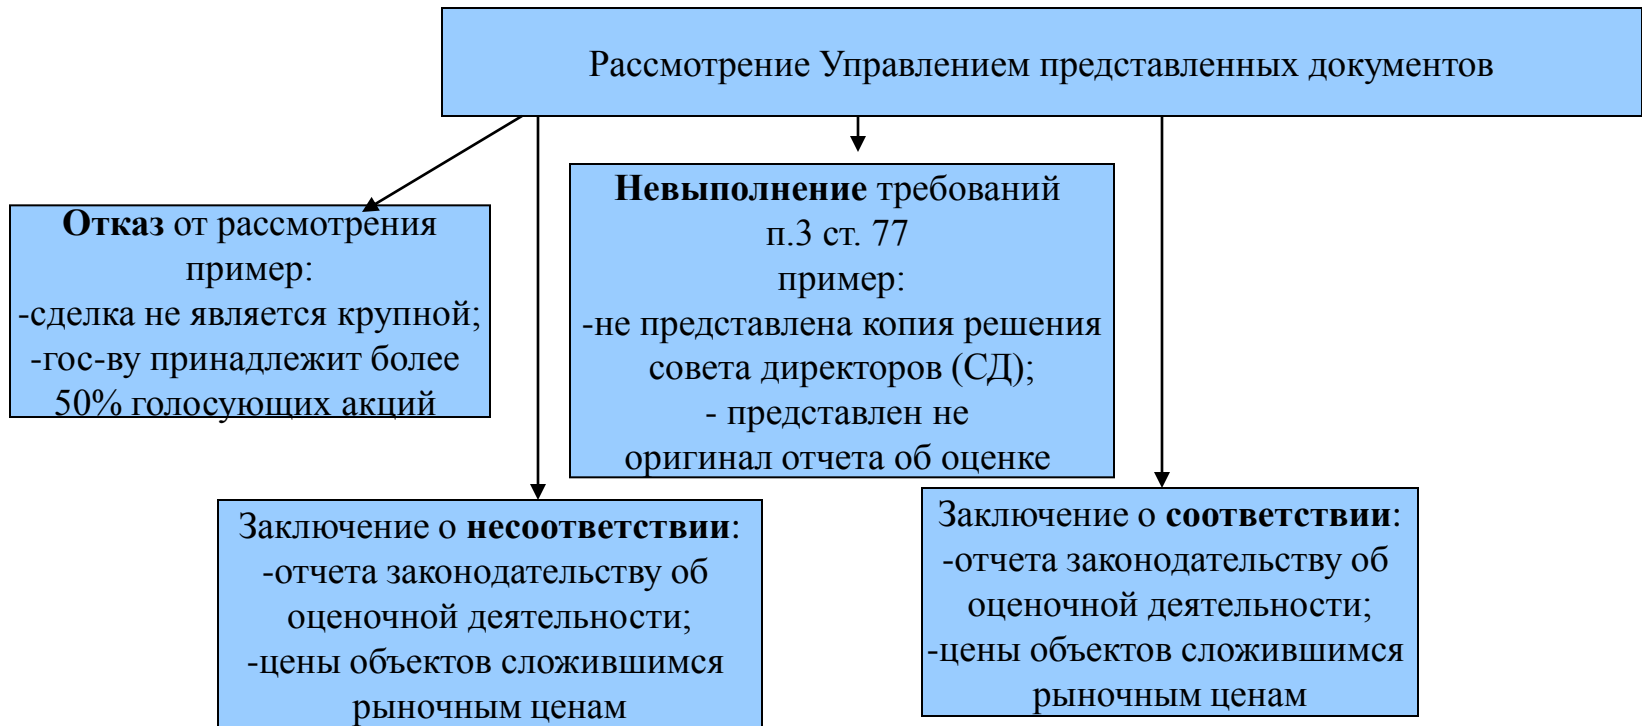 Рассмотрение Управлением представленных документов
Отказ от рассмотрения
пример:
-сделка не является крупной;
-гос-ву принадлежит более
50% голосующих акций
Невыполнение требований
п.3 ст. 77
пример:
-не представлена копия решения
совета директоров (СД);
- представлен не
оригинал отчета об оценке
Заключение о несоответствии:
-отчета законодательству об
оценочной деятельности;
-цены объектов сложившимся
рыночным ценам
Заключение о соответствии:
-отчета законодательству об
оценочной деятельности;
-цены объектов сложившимся
рыночным ценам